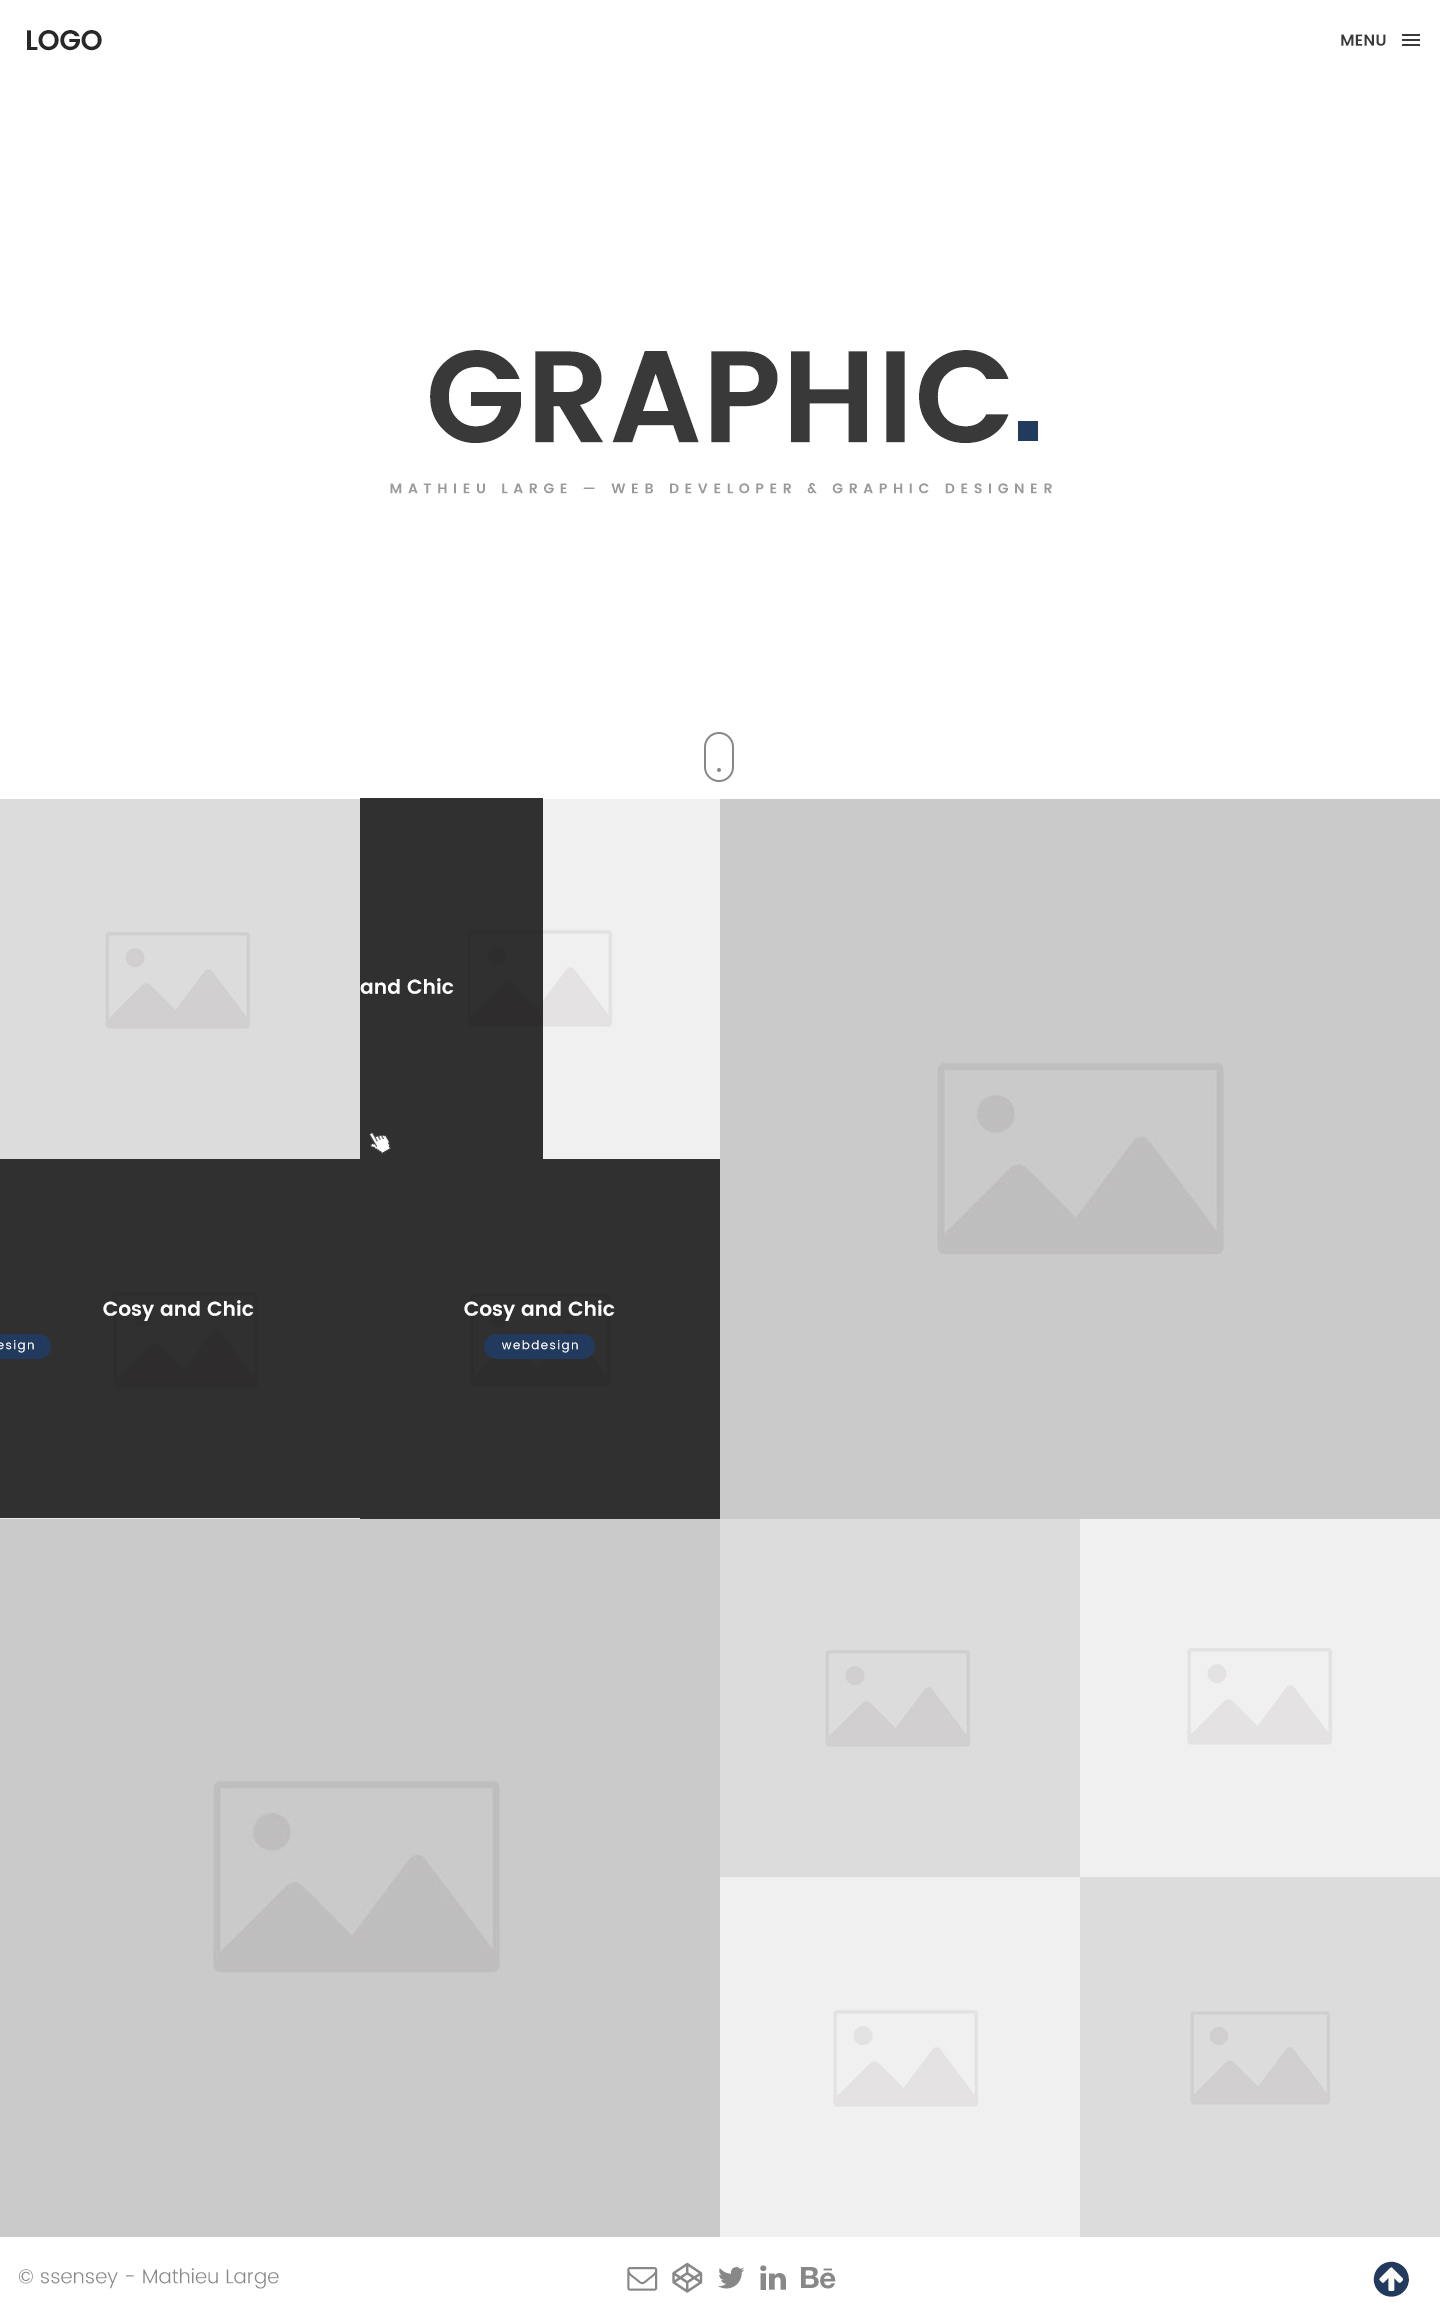 LOGO
MENU
GRAPHIC.
MATHIEU LARGE — WEB DEVELOPER & GRAPHIC DESIGNER
and Chic
Cosy and Chic
esign
Cosy and Chic
webdesign
© ssensey - Mathieu Large
in Bē